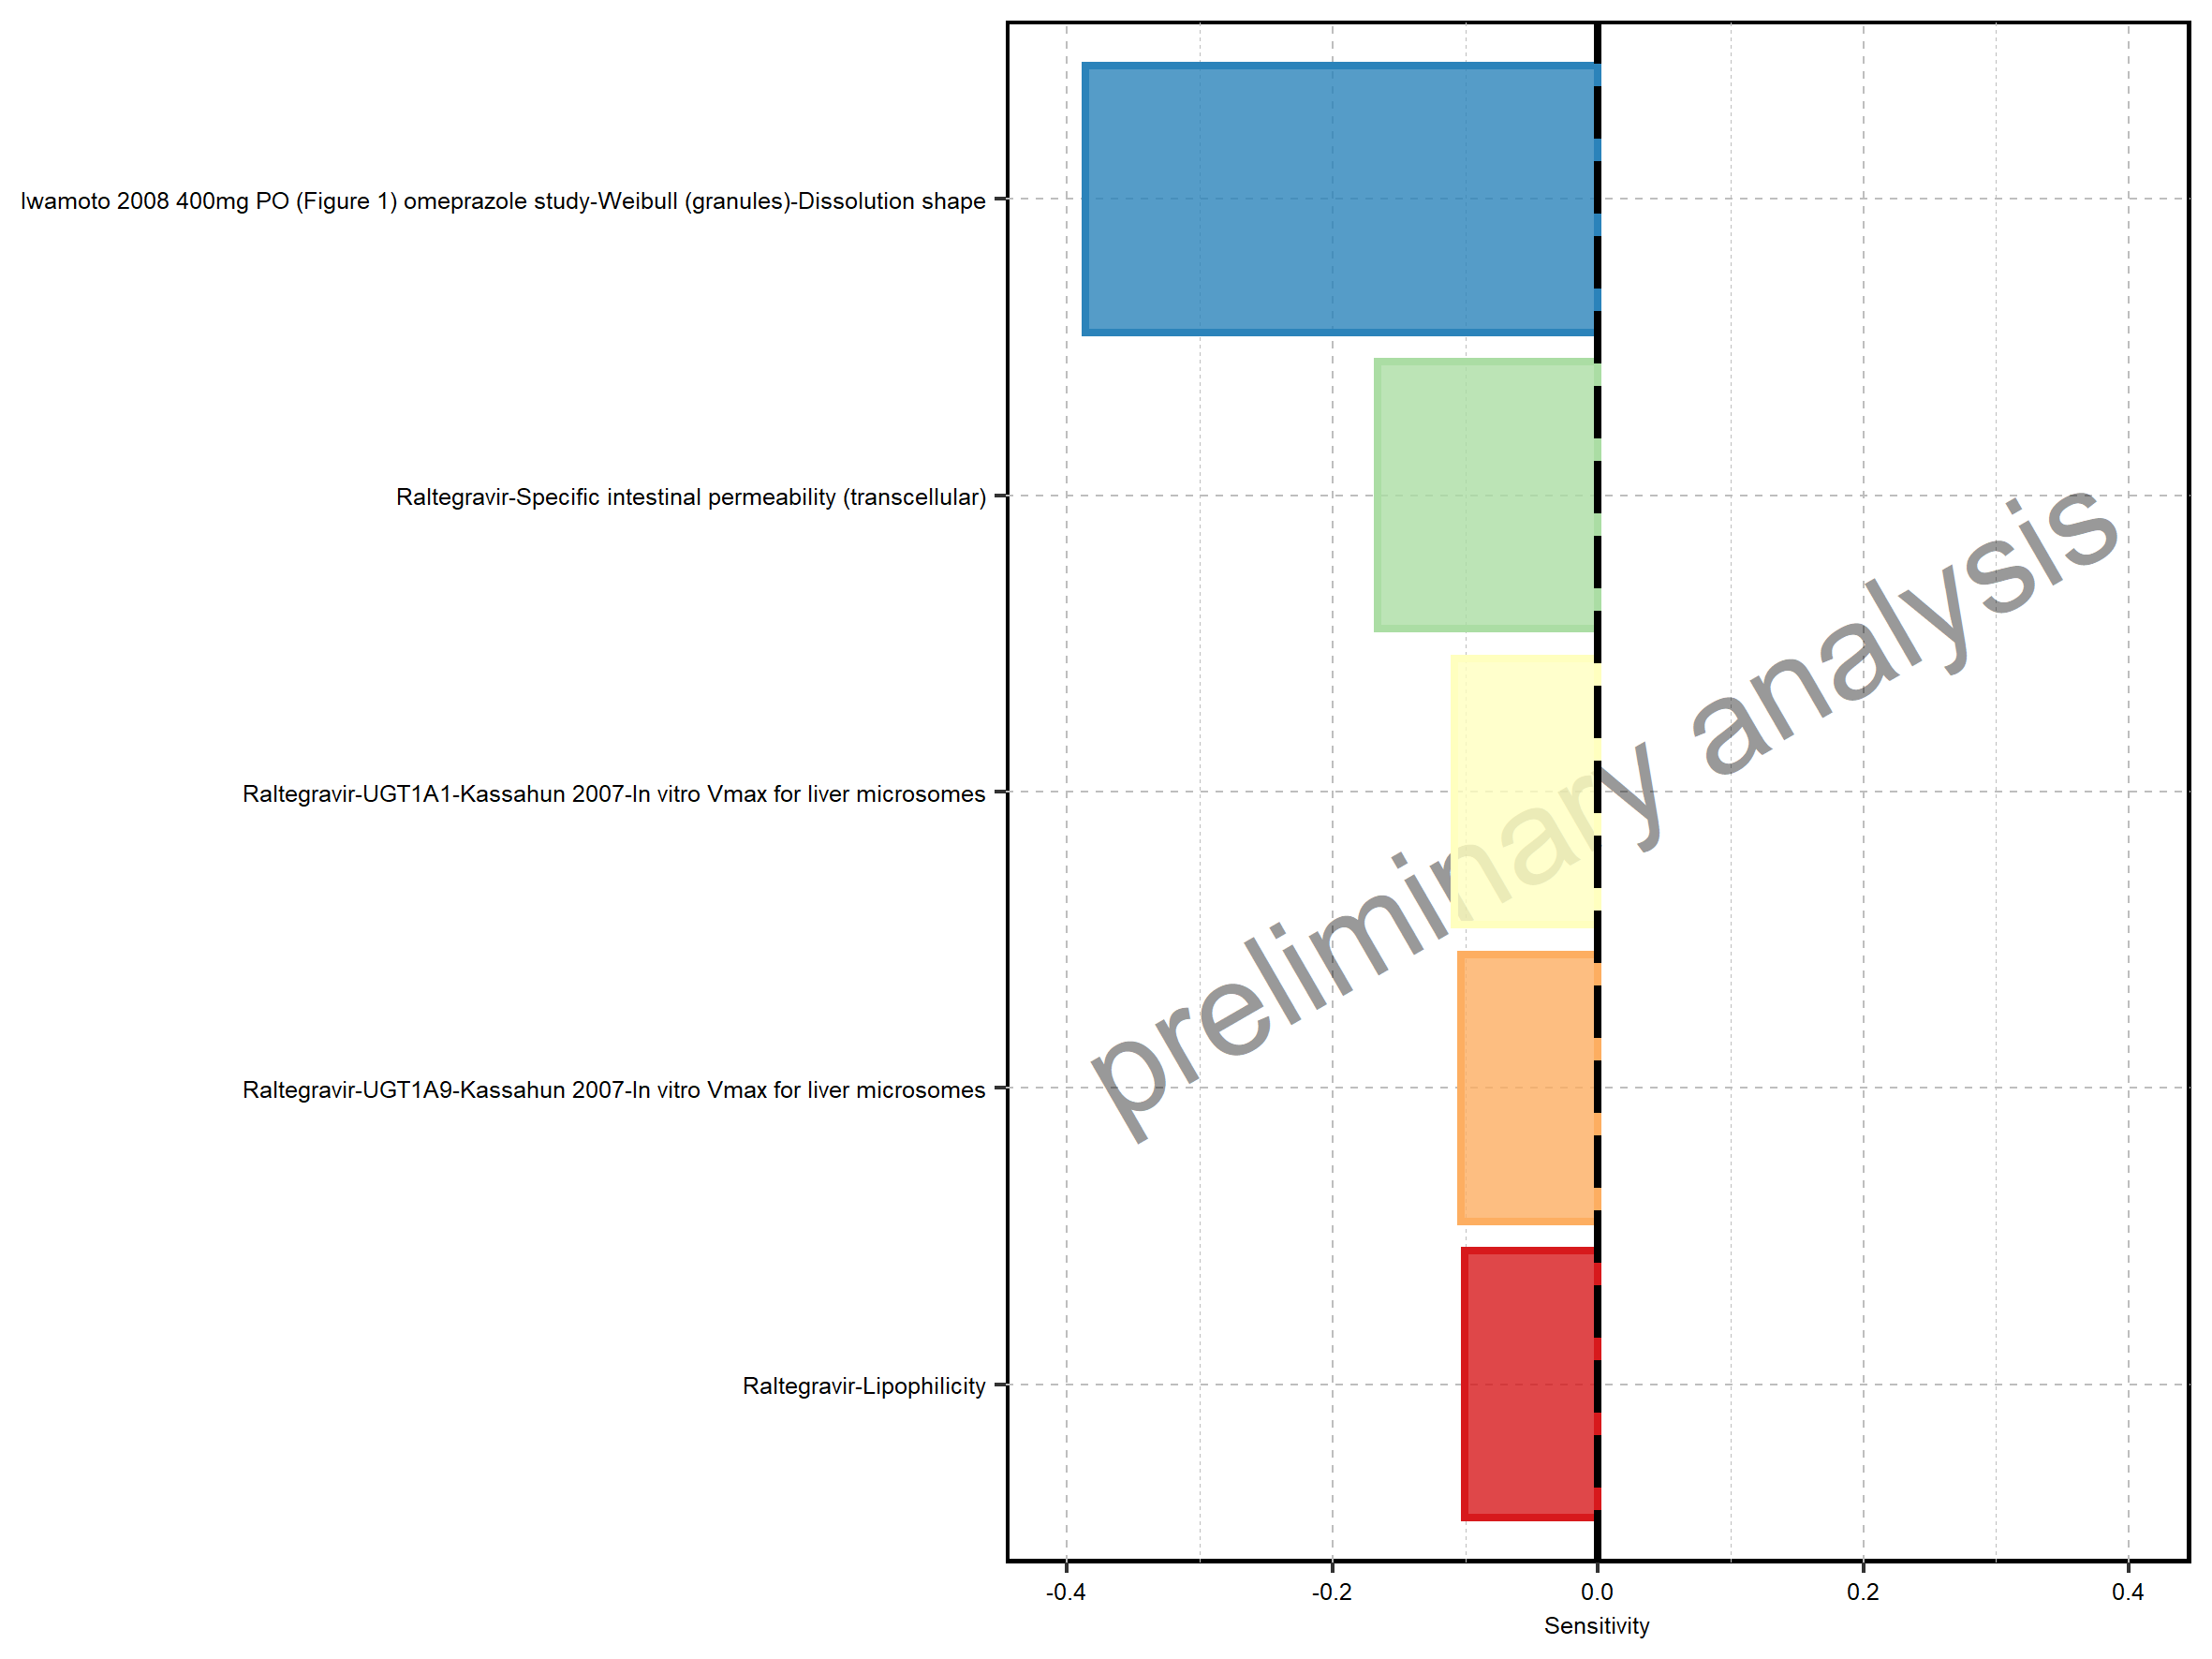 Iwamoto 2008 400mg PO (Figure 1) omeprazole study-Weibull (granules)-Dissolution shape
Raltegravir-Specific intestinal permeability (transcellular)
Raltegravir-UGT1A1-Kassahun 2007-In vitro Vmax for liver microsomes
Raltegravir-UGT1A9-Kassahun 2007-In vitro Vmax for liver microsomes
Raltegravir-Lipophilicity
preliminary analysis
-0.4 -0.2 0.0 0.2 0.4
Sensitivity